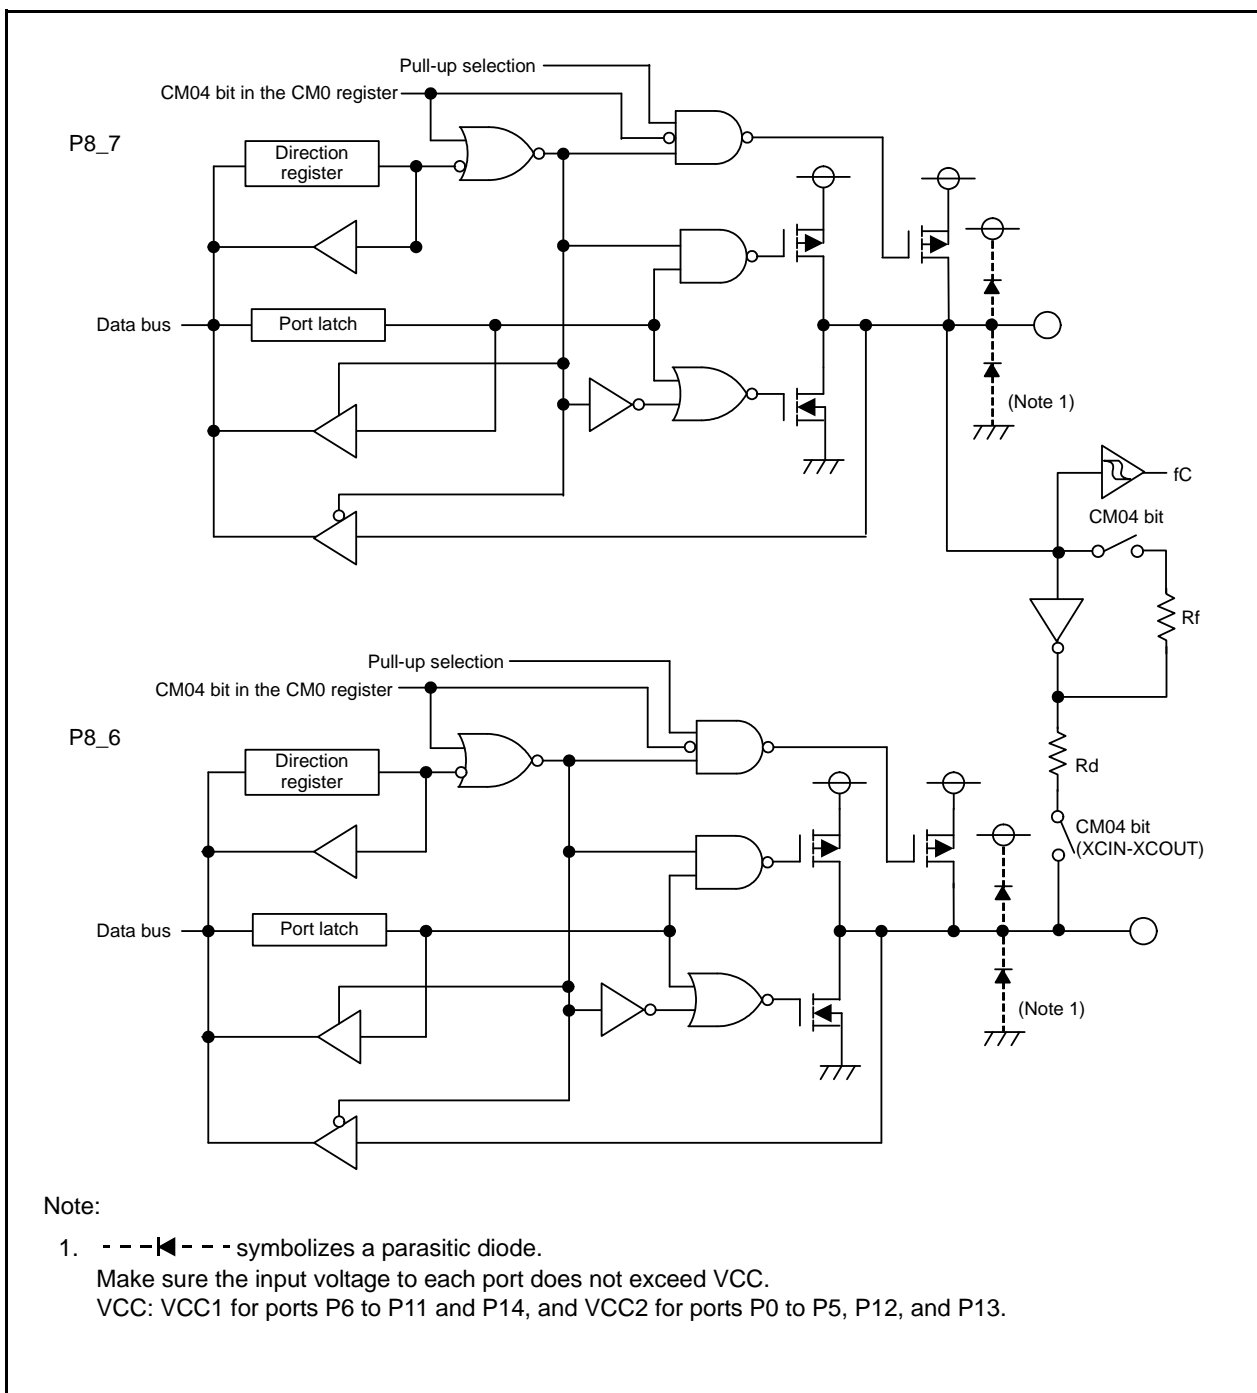 Pull-up selection
CM04 bit in the CM0 register
P8_7
Direction
register
Data bus
Port latch
(Note 1)
fC
CM04 bit
Rf
Pull-up selection
CM04 bit in the CM0 register
P8_6
Direction
register
Rd
CM04 bit
(XCIN-XCOUT)
Data bus
Port latch
(Note 1)
Note:
1. symbolizes a parasitic diode.
Make sure the input voltage to each port does not exceed VCC.
VCC: VCC1 for ports P6 to P11 and P14, and VCC2 for ports P0 to P5, P12, and P13.